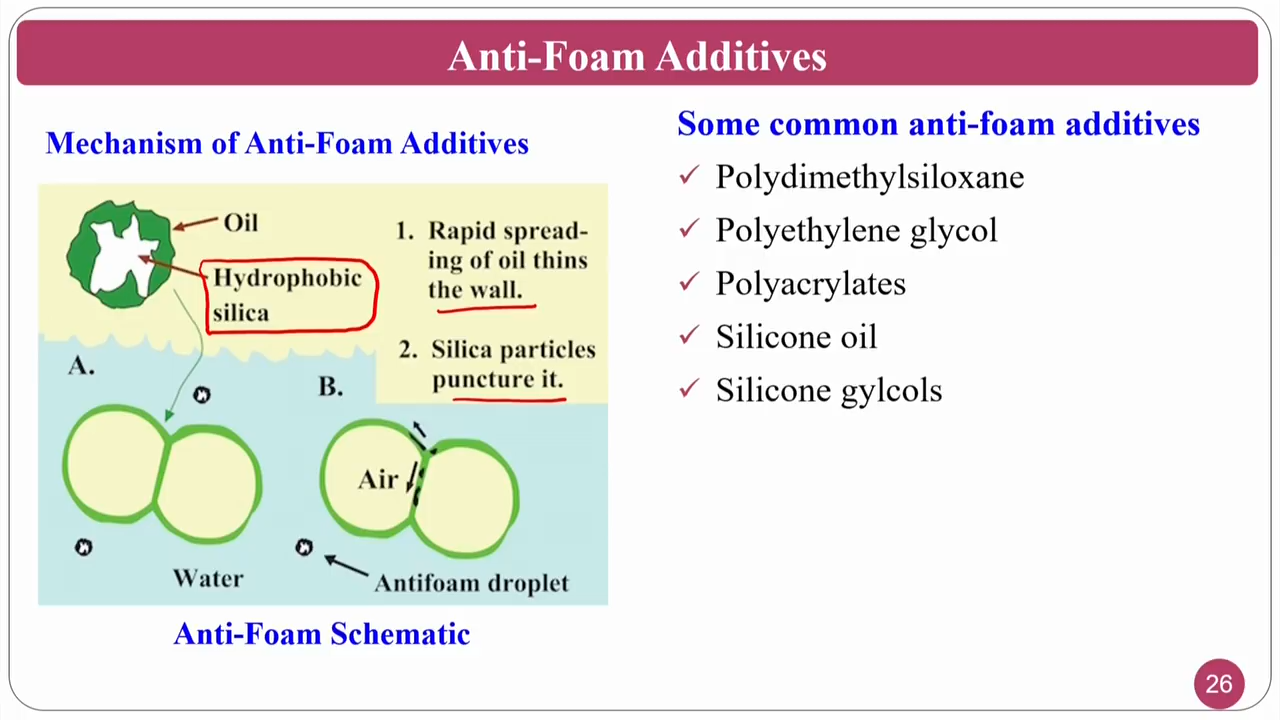 Anti-Foam Additives
Mechanism of Anti-Foam Additives
Oil
Hydrophobic
silica
1. Rapid spread-
ing of oil thins
the wall.
2. Silica particles
puncture it.
A.
B.
Air
Water
Antifoam droplet
Anti-Foam Schematic
Some common anti-foam additives
✓ Polydimethylsiloxane
✓ Polyethylene glycol
✓ Polyacrylates
✓ Silicone oil
✓ Silicone gylcols
26